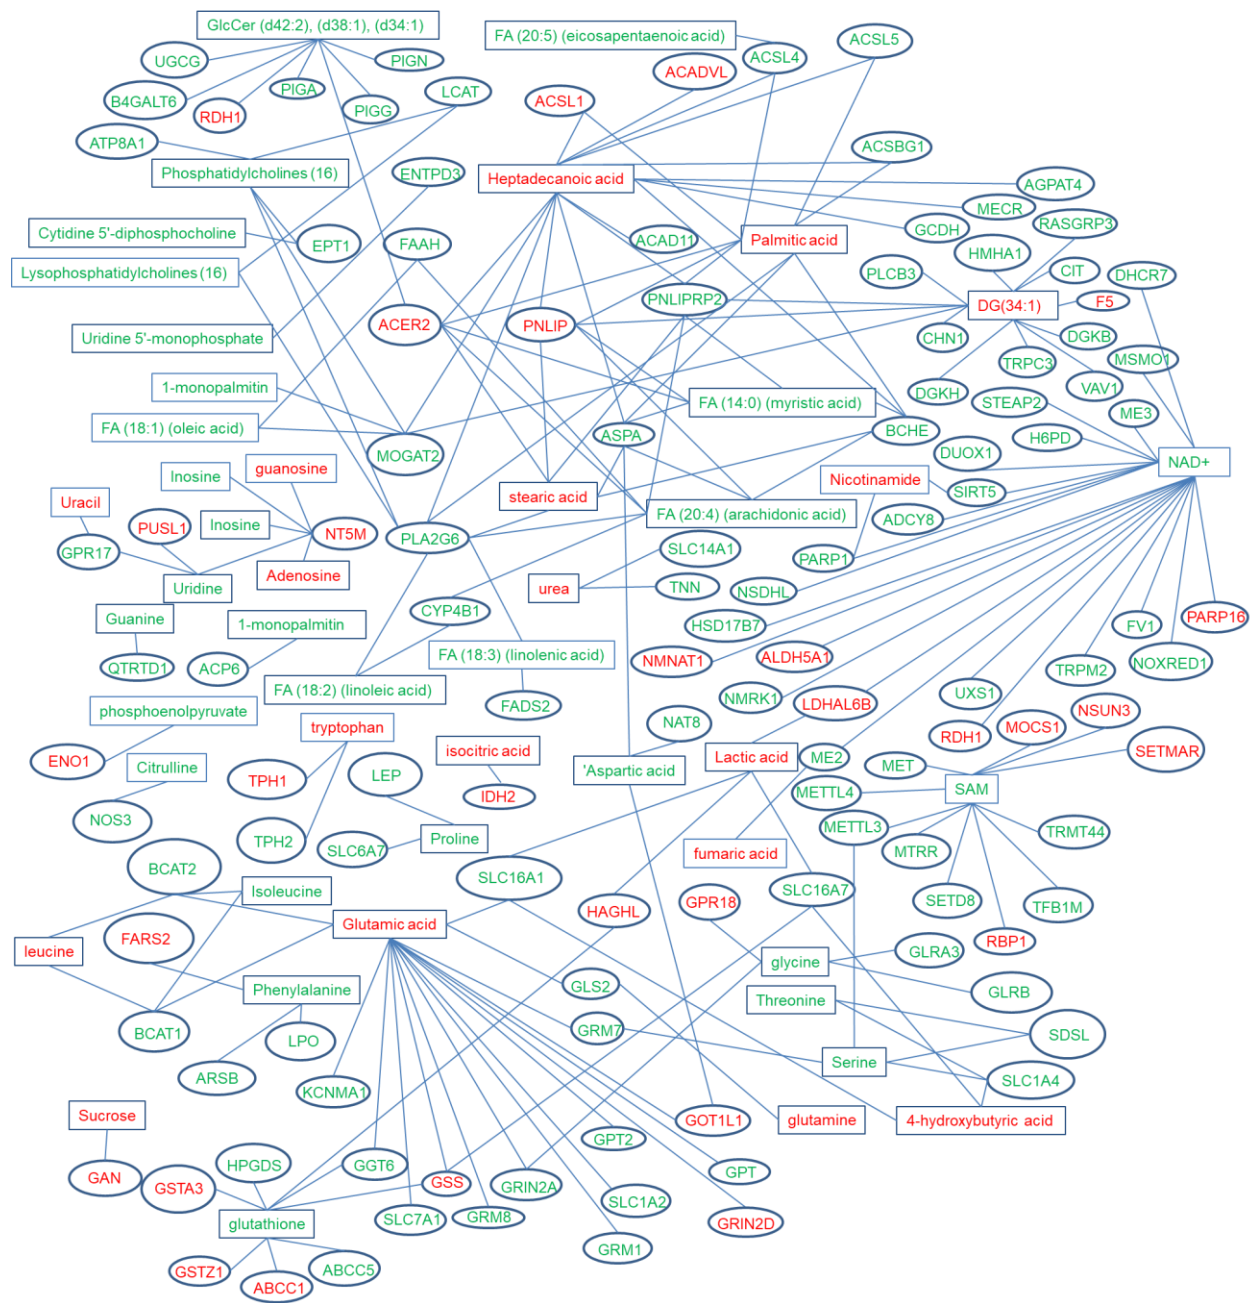 GlcCer (d42:2), (d38:1), (d34:1)
FA (20:5) (eicosapentaenoic acid)
ACSL5
UGCG
PIGN
ACSL4
ACADVL
PIGA
LCAT
ACSL1
B4GALT6
RDH1
PIGG
ATP8A1
ACSBG1
Phosphatidylcholines (16)
ENTPD3
Heptadecanoic acid
AGPAT4
MECR
RASGRP3
Cytidine 5'-diphosphocholine
EPT1
FAAH
ACAD11
Palmitic acid
GCDH
HMHA1
Lysophosphatidylcholines (16)
PLCB3
CIT
DHCR7
PNLIPRP2
DG(34:1)
F5
Uridine 5'-monophosphate
ACER2
PNLIP
CHN1
DGKB
TRPC3
MSMO1
1-monopalmitin
DGKH
VAV1
FA (14:0) (myristic acid)
STEAP2
ME3
FA (18:1) (oleic acid)
ASPA
BCHE
H6PD
MOGAT2
DUOX1
NAD+
guanosine
Inosine
Nicotinamide
SIRT5
stearic acid
Uracil
FA (20:4) (arachidonic acid)
ADCY8
PUSL1
Inosine
NT5M
PLA2G6
GPR17
SLC14A1
PARP1
Adenosine
Uridine
urea
TNN
NSDHL
CYP4B1
Guanine
1-monopalmitin
HSD17B7
FV1
PARP16
FA (18:3) (linolenic acid)
NMNAT1
ALDH5A1
QTRTD1
ACP6
TRPM2
NOXRED1
FA (18:2) (linoleic acid)
UXS1
FADS2
NMRK1
LDHAL6B
phosphoenolpyruvate
NAT8
NSUN3
tryptophan
RDH1
MOCS1
isocitric acid
Lactic acid
ME2
SETMAR
ENO1
Citrulline
LEP
'Aspartic acid
MET
TPH1
IDH2
METTL4
SAM
NOS3
METTL3
TRMT44
TPH2
SLC6A7
Proline
fumaric acid
MTRR
BCAT2
SLC16A1
SLC16A7
Isoleucine
SETD8
TFB1M
GPR18
HAGHL
Glutamic acid
FARS2
RBP1
leucine
glycine
GLRA3
Phenylalanine
GLS2
GLRB
Threonine
BCAT1
LPO
GRM7
SDSL
Serine
ARSB
KCNMA1
SLC1A4
Sucrose
GOT1L1
glutamine
4-hydroxybutyric acid
GPT2
HPGDS
GGT6
GPT
GAN
GSTA3
GSS
GRIN2A
SLC1A2
glutathione
SLC7A1
GRM8
GRIN2D
GRM1
GSTZ1
ABCC5
ABCC1